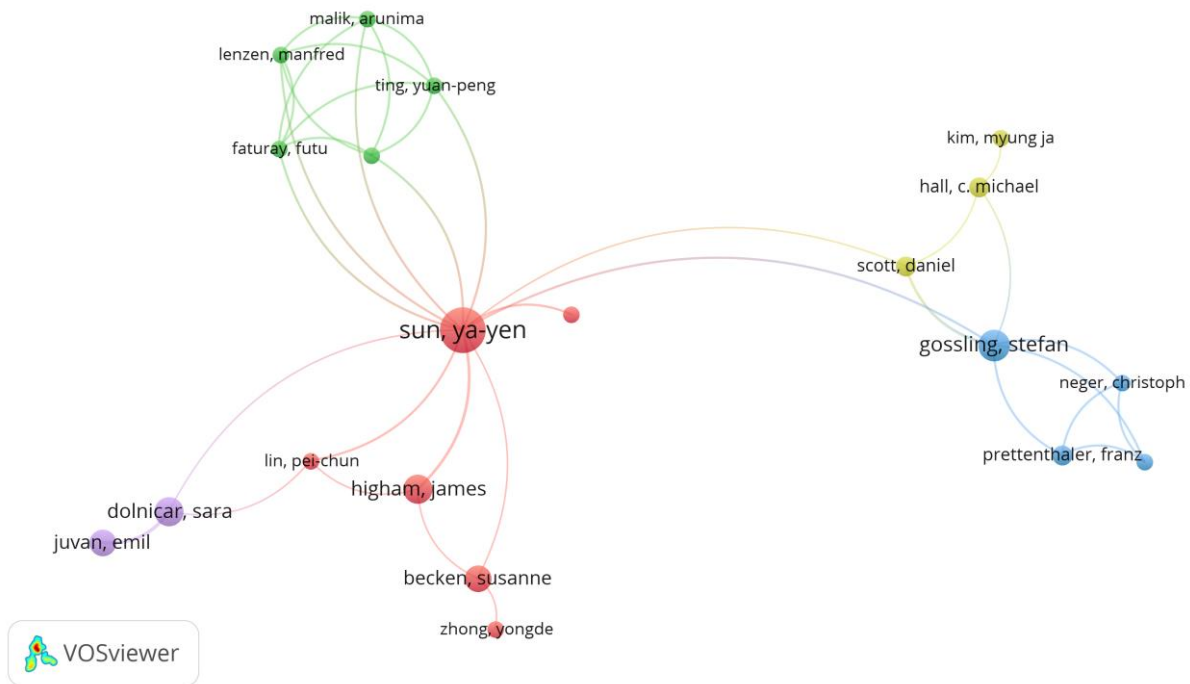 malik, arunima
lenzen, manfred
ting, yuan-peng
faturay, futu
kim, myung ja
hall, c. michael
scott, daniel
sun, ya-yen
gossling, stefan
neger, christoph
prettenthaler, franz
lin, pei-chun
higham, james
dolnicar, sara
juvan, emil
becken, susanne
zhong, yongde
VOSviewer